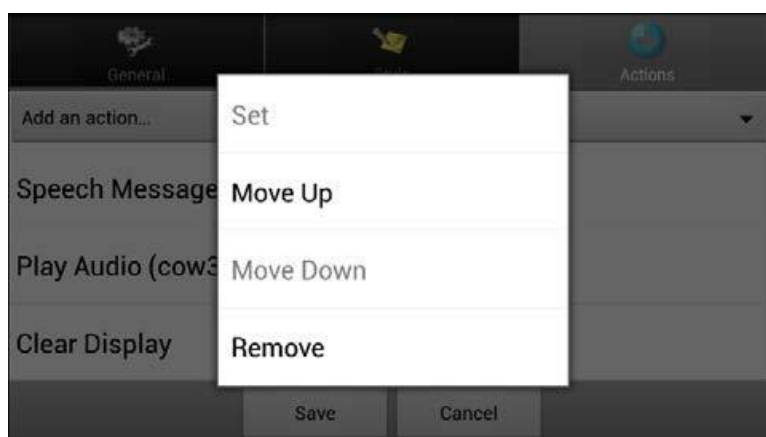 General
Actions
Add an action...
Speech Message
Play Audio (cow3
Clear Display
Set
Move Up
Move Down
Remove
Save
Cancel